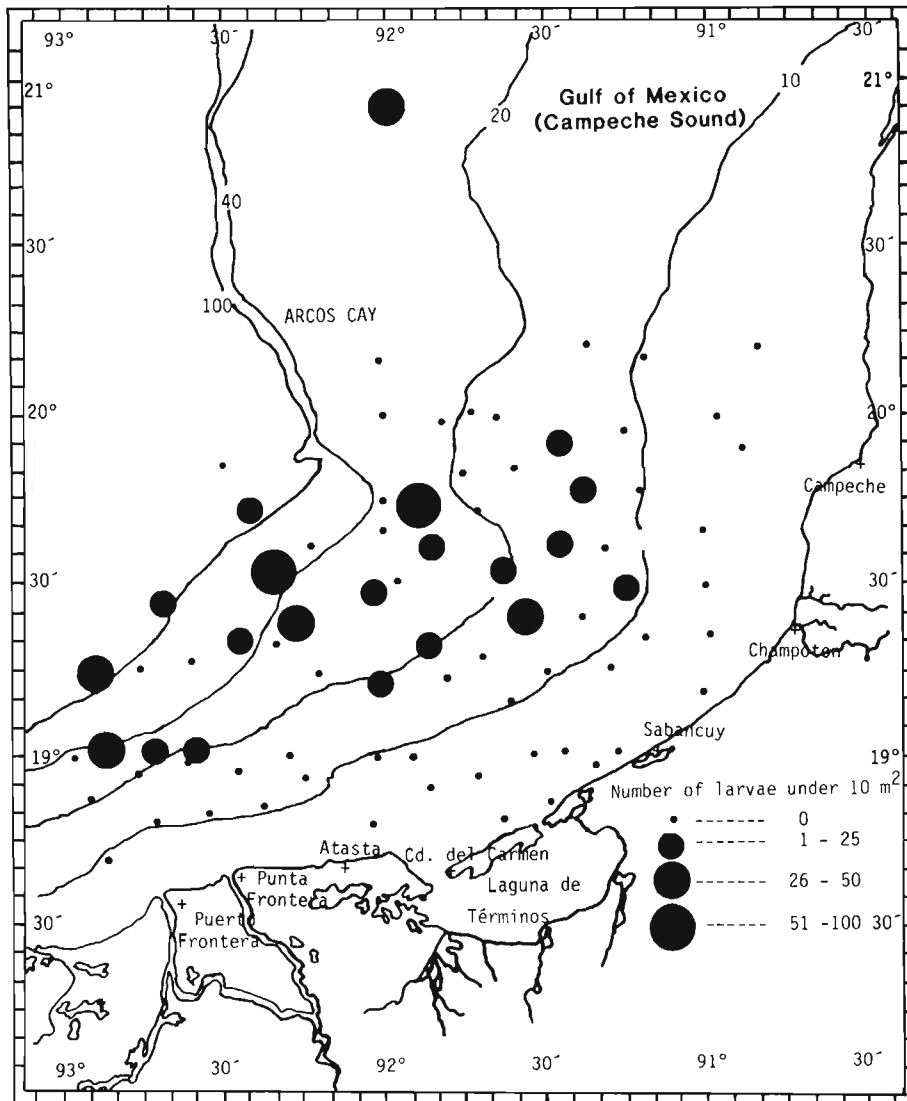 93° 30´ 92° 30´ 91° 30´
21° 21°
10
Gulf of Mexico
(Campeche Sound)
20
40
30´ 30´
100
ARCOS CAY
20° 20°
Campeche
30´ 30´
Champoton
Sabancuy
19° 19°
Number of larvae under 10 m²
------- 0
------- 1 - 25
------ 26 - 50
------ 51 -100
Atasta
Cd. del Carmen
Punta
Frontera
Laguna de
Términos
30´ 30´
Puerto
Frontera
93° 30´ 92° 30´ 91° 30´